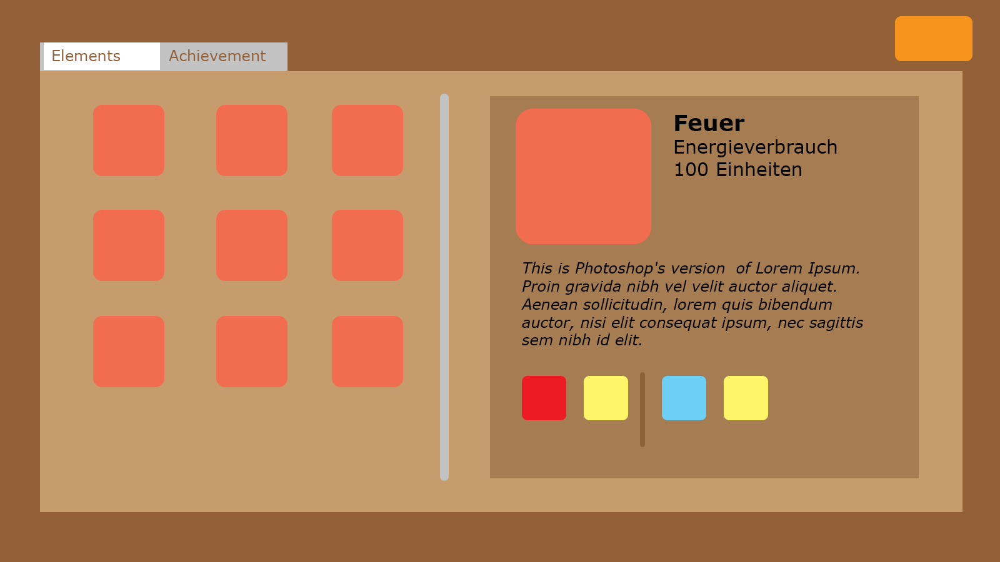 Elements
Achievement
Feuer
Energieverbrauch
100 Einheiten
This is Photoshop's version  of Lorem Ipsum.
Proin gravida nibh vel velit auctor aliquet.
Aenean sollicitudin, lorem quis bibendum
auctor, nisi elit consequat ipsum, nec sagittis
sem nibh id elit.